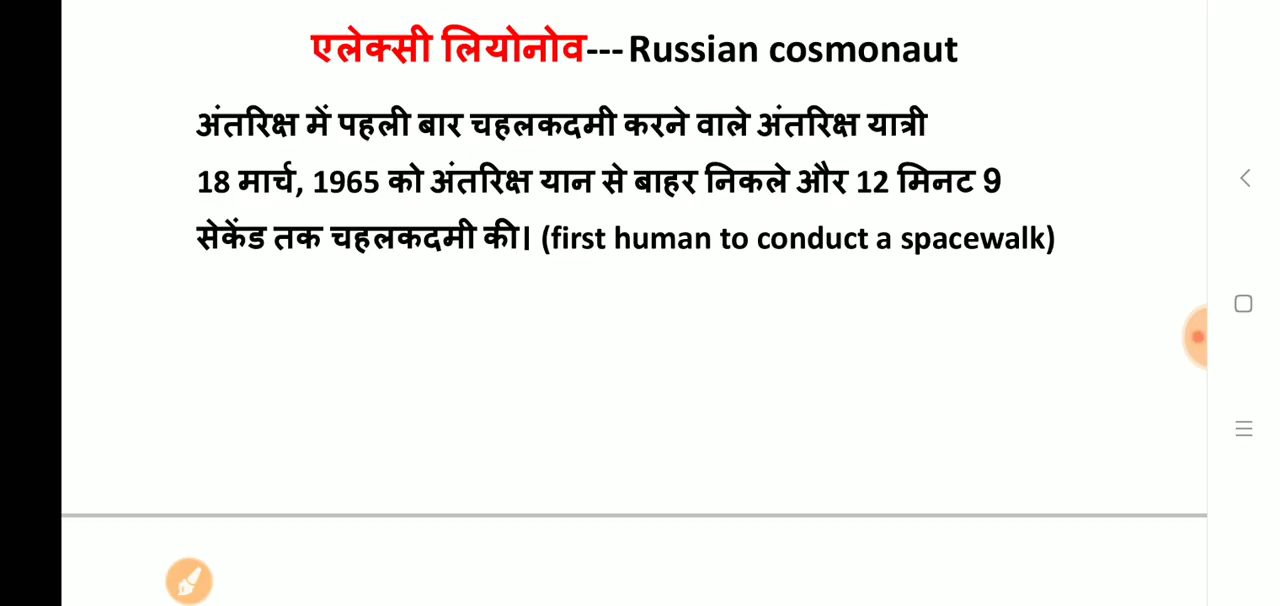 एलेक्सी लियोनोव---Russian cosmonaut
अंतरिक्ष में पहली बार चहलकदमी करने वाले अंतरिक्ष यात्री
18 मार्च, 1965 को अंतरिक्ष यान से बाहर निकले और 12 मिनट 9
सेकेंड तक चहलकदमी की। (first human to conduct a spacewalk)